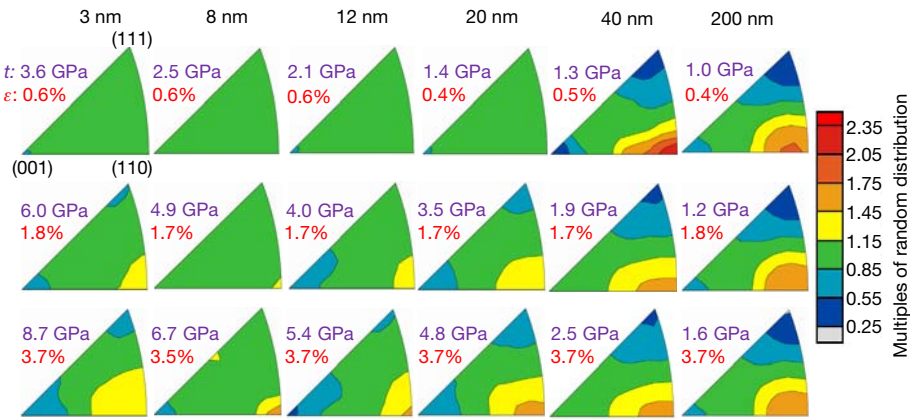 3 nm 8 nm 12 nm 20 nm 40 nm 200 nm
(111)
t: 3.6 GPa 2.5 GPa 2.1 GPa 1.4 GPa 1.3 GPa 1.0 GPa
ε: 0.6% 0.6% 0.6% 0.4% 0.5% 0.4%
(001) (110)
6.0 GPa 4.9 GPa 4.0 GPa 3.5 GPa 1.9 GPa 1.2 GPa
1.8% 1.7% 1.7% 1.7% 1.7% 1.8%
8.7 GPa 6.7 GPa 5.4 GPa 4.8 GPa 2.5 GPa 1.6 GPa
3.7% 3.5% 3.7% 3.7% 3.7% 3.7%
2.35
2.05
1.75
1.45
1.15
0.85
0.55
0.25
Multiples of random distribution